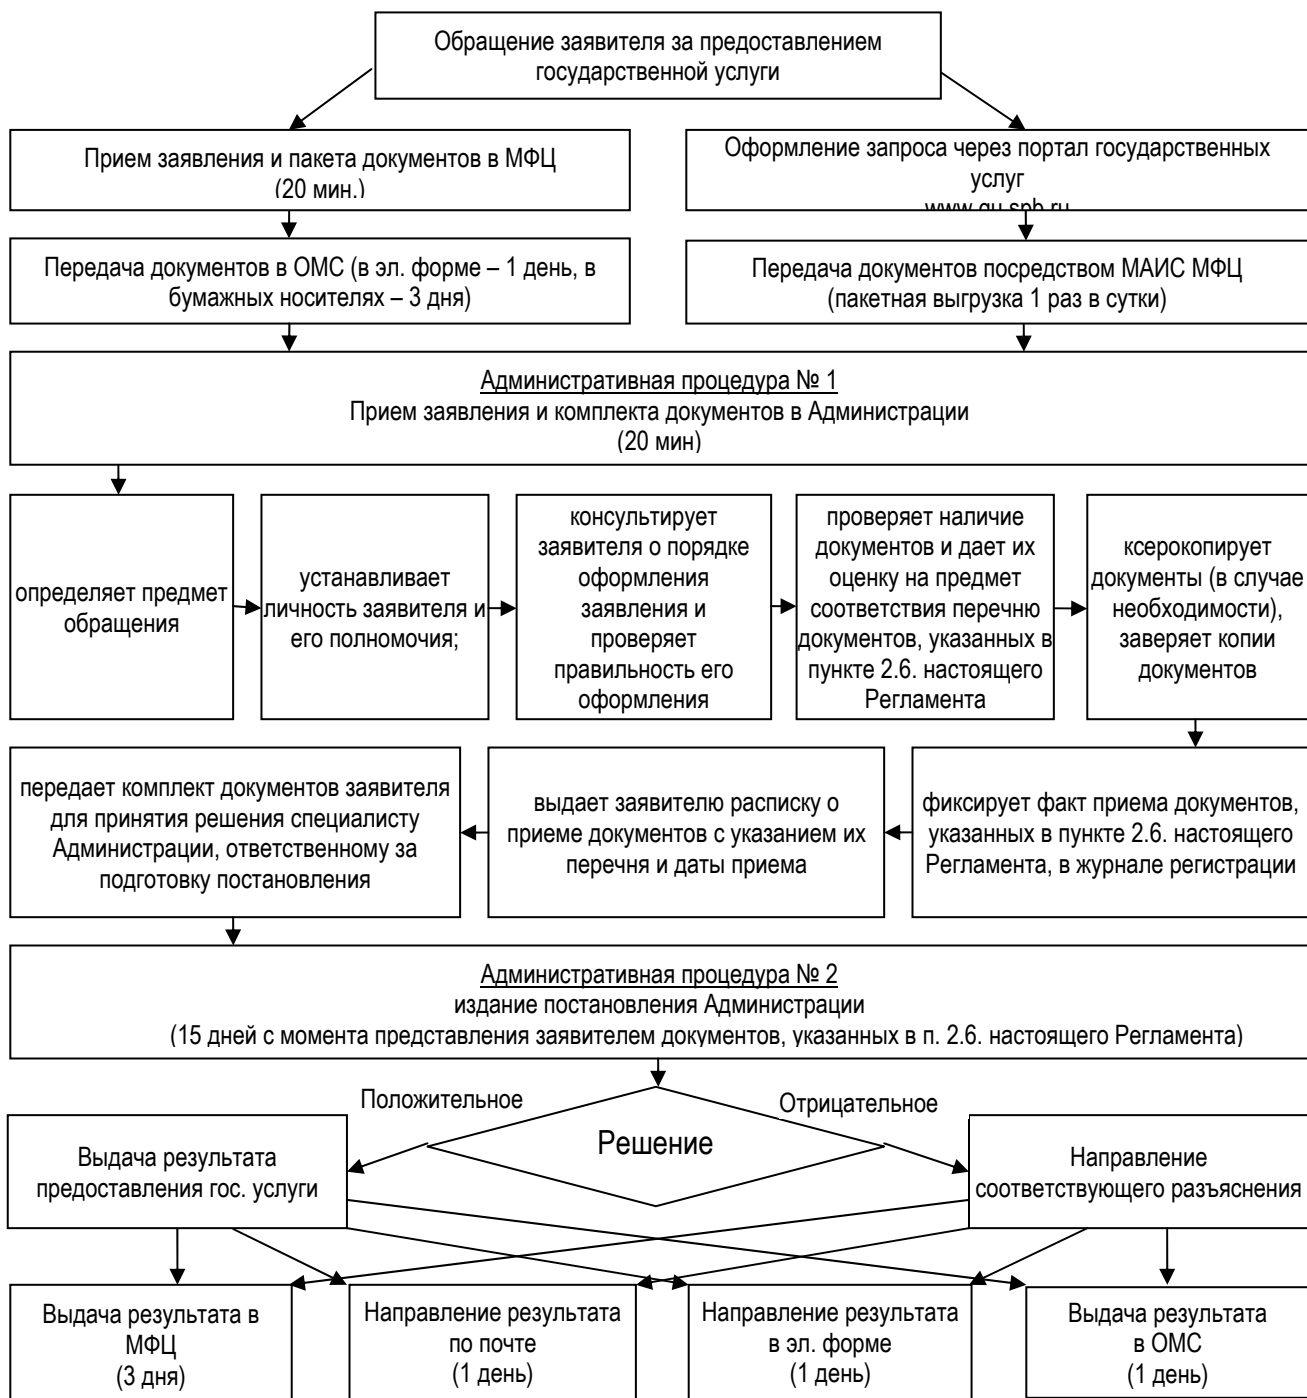 Обращение заявителя за предоставлением
государственной услуги
Прием заявления и пакета документов в МФЦ
(20 мин.)
Оформление запроса через портал государственных
услуг
www.gu.spb.ru
Передача документов в ОМС (в эл. форме – 1 день, в
бумажных носителях – 3 дня)
Передача документов посредством МАИС МФЦ
(пакетная выгрузка 1 раз в сутки)
Административная процедура № 1
Прием заявления и комплекта документов в Администрации
(20 мин)
определяет предмет
обращения
устанавливает
личность заявителя и
его полномочия;
консультирует
заявителя о порядке
оформления
заявления и
проверяет
правильность его
оформления
проверяет наличие
документов и дает их
оценку на предмет
соответствия перечню
документов, указанных в
пункте 2.6. настоящего
Регламента
ксерокопирует
документы (в случае
необходимости),
заверяет копии
документов
передает комплект документов заявителя
для принятия решения специалисту
Администрации, ответственному за
подготовку постановления
выдает заявителю расписку о
приеме документов с указанием их
перечня и даты приема
фиксирует факт приема документов,
указанных в пункте 2.6. настоящего
Регламента, в журнале регистрации
Административная процедура № 2
издание постановления Администрации
(15 дней с момента представления заявителем документов, указанных в п. 2.6. настоящего Регламента)
Положительное
Отрицательное
Решение
Выдача результата
предоставления гос. услуги
Направление
соответствующего разъяснения
Выдача результата в
МФЦ
(3 дня)
Направление результата
по почте
(1 день)
Направление результата
в эл. форме
(1 день)
Выдача результата
в ОМС
(1 день)